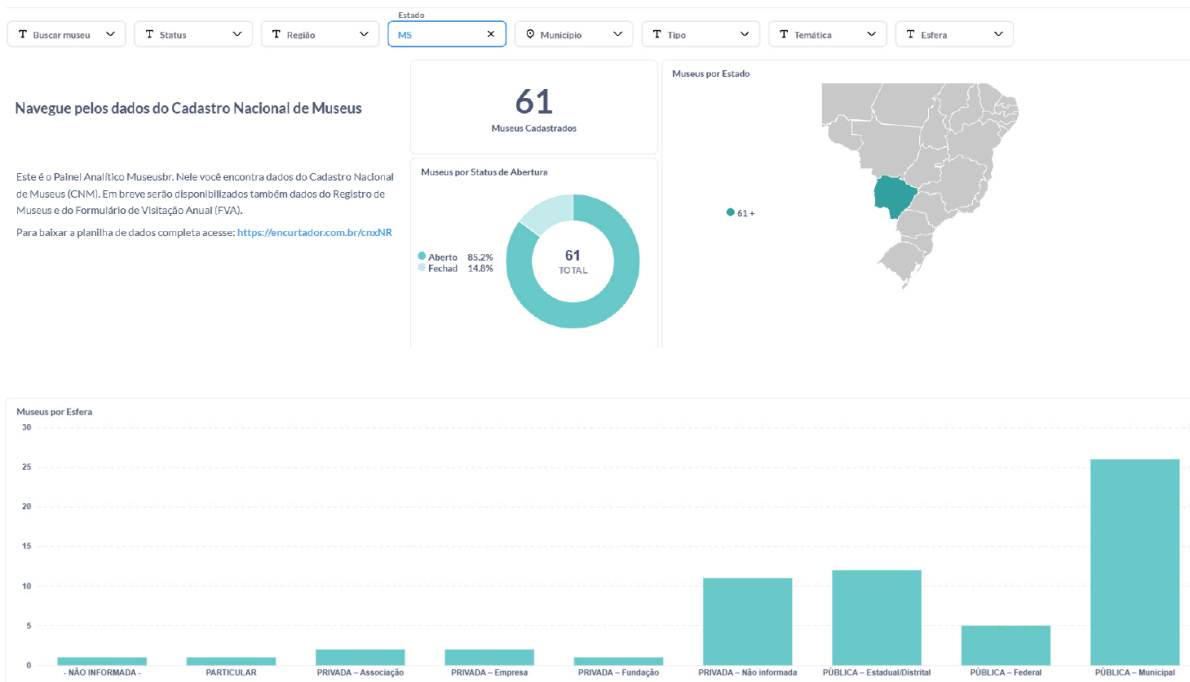 Estado
T Buscar museu
T Status
T Região
MS ×
Município
T Tipo
T Temática
T Esfera
Navegue pelos dados do Cadastro Nacional de Museus
Este é o Painel Analítico Museusbr. Nele você encontra dados do Cadastro Nacional
de Museus (CNM). Em breve serão disponibilizados também dados do Registro de
Museus e do Formulário de Visitação Anual (FVA).
Para baixar a planilha de dados completa acesse: https://encurtador.com.br/cnxNR
61
Museus Cadastrados
Museus por Status de Abertura
Aberto 85.2%
Fechad 14.8%
61
TOTAL
Museus por Estado
61 +
Museus por Esfera
30
25
20
15
10
5
0
- NÃO INFORMADA -
PARTICULAR
PRIVADA – Associação
PRIVADA – Empresa
PRIVADA – Fundação
PRIVADA – Não informada
PÚBLICA – Estadual/Distrital
PÚBLICA – Federal
PÚBLICA – Municipal